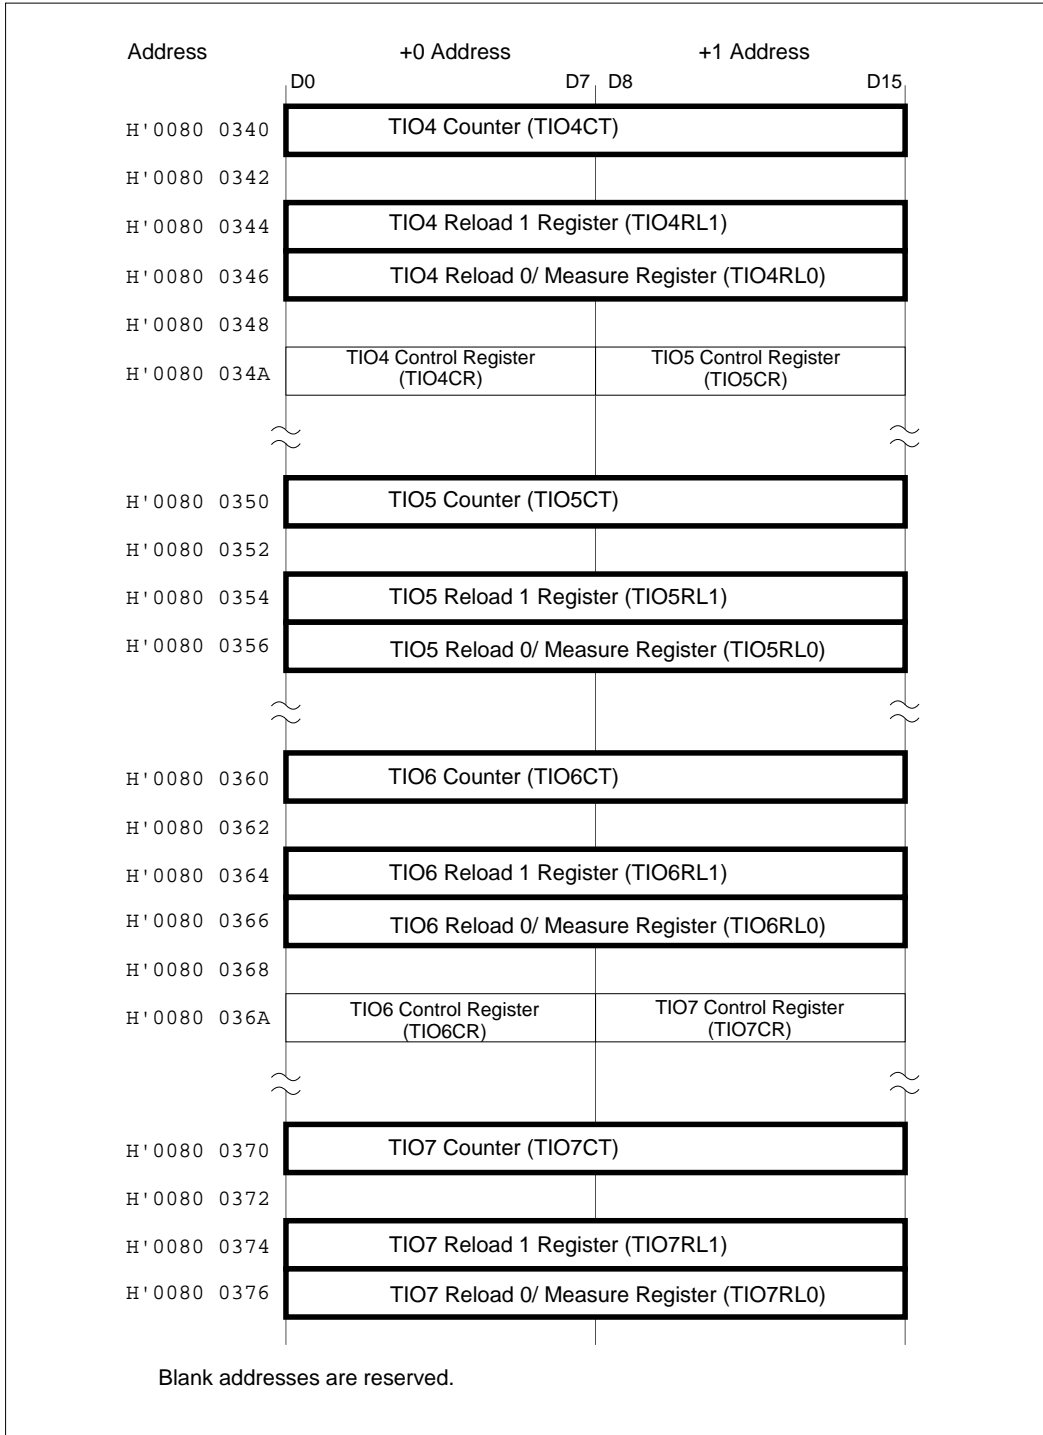 Address +0 Address +1 Address
D0 D7 D8 D15
H'0080 0340 TIO4 Counter (TIO4CT)
H'0080 0342
H'0080 0344 TIO4 Reload 1 Register (TIO4RL1)
H'0080 0346 TIO4 Reload 0/ Measure Register (TIO4RL0)
H'0080 0348
H'0080 034A TIO4 Control Register (TIO4CR) TIO5 Control Register (TIO5CR)
H'0080 0350 TIO5 Counter (TIO5CT)
H'0080 0352
H'0080 0354 TIO5 Reload 1 Register (TIO5RL1)
H'0080 0356 TIO5 Reload 0/ Measure Register (TIO5RL0)
H'0080 0360 TIO6 Counter (TIO6CT)
H'0080 0362
H'0080 0364 TIO6 Reload 1 Register (TIO6RL1)
H'0080 0366 TIO6 Reload 0/ Measure Register (TIO6RL0)
H'0080 0368
H'0080 036A TIO6 Control Register (TIO6CR) TIO7 Control Register (TIO7CR)
H'0080 0370 TIO7 Counter (TIO7CT)
H'0080 0372
H'0080 0374 TIO7 Reload 1 Register (TIO7RL1)
H'0080 0376 TIO7 Reload 0/ Measure Register (TIO7RL0)
Blank addresses are reserved.